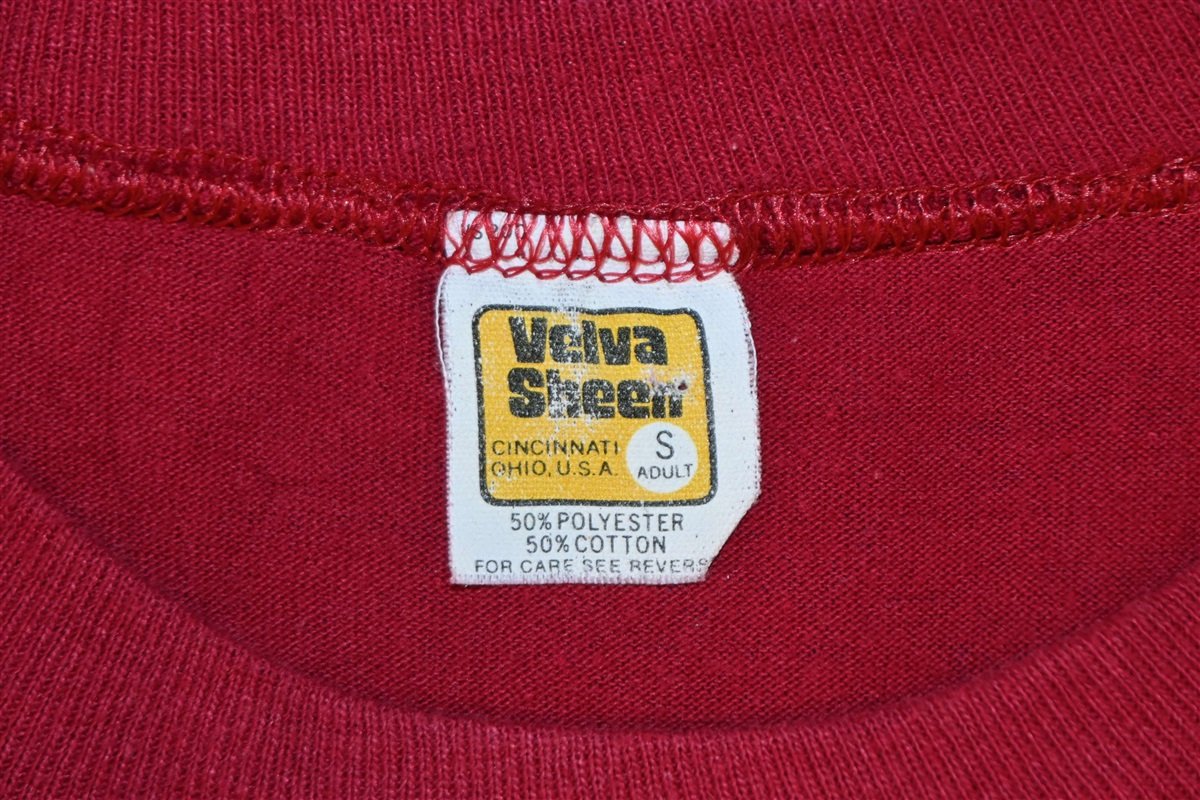 Velva
Sheen
CINCINNATI
OHIO, U.S.A.
S
ADULT
50% POLYESTER
50% COTTON
FOR CARE SEE REVERS